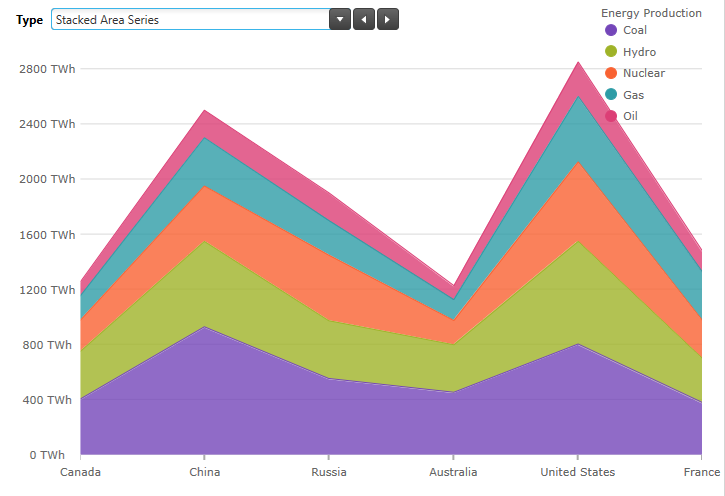 Type Stacked Area Series
Energy Production
Coal
Hydro
Nuclear
Gas
Oil
2800 TWh
2400 TWh
2000 TWh
1600 TWh
1200 TWh
800 TWh
400 TWh
0 TWh
Canada China Russia Australia United States France